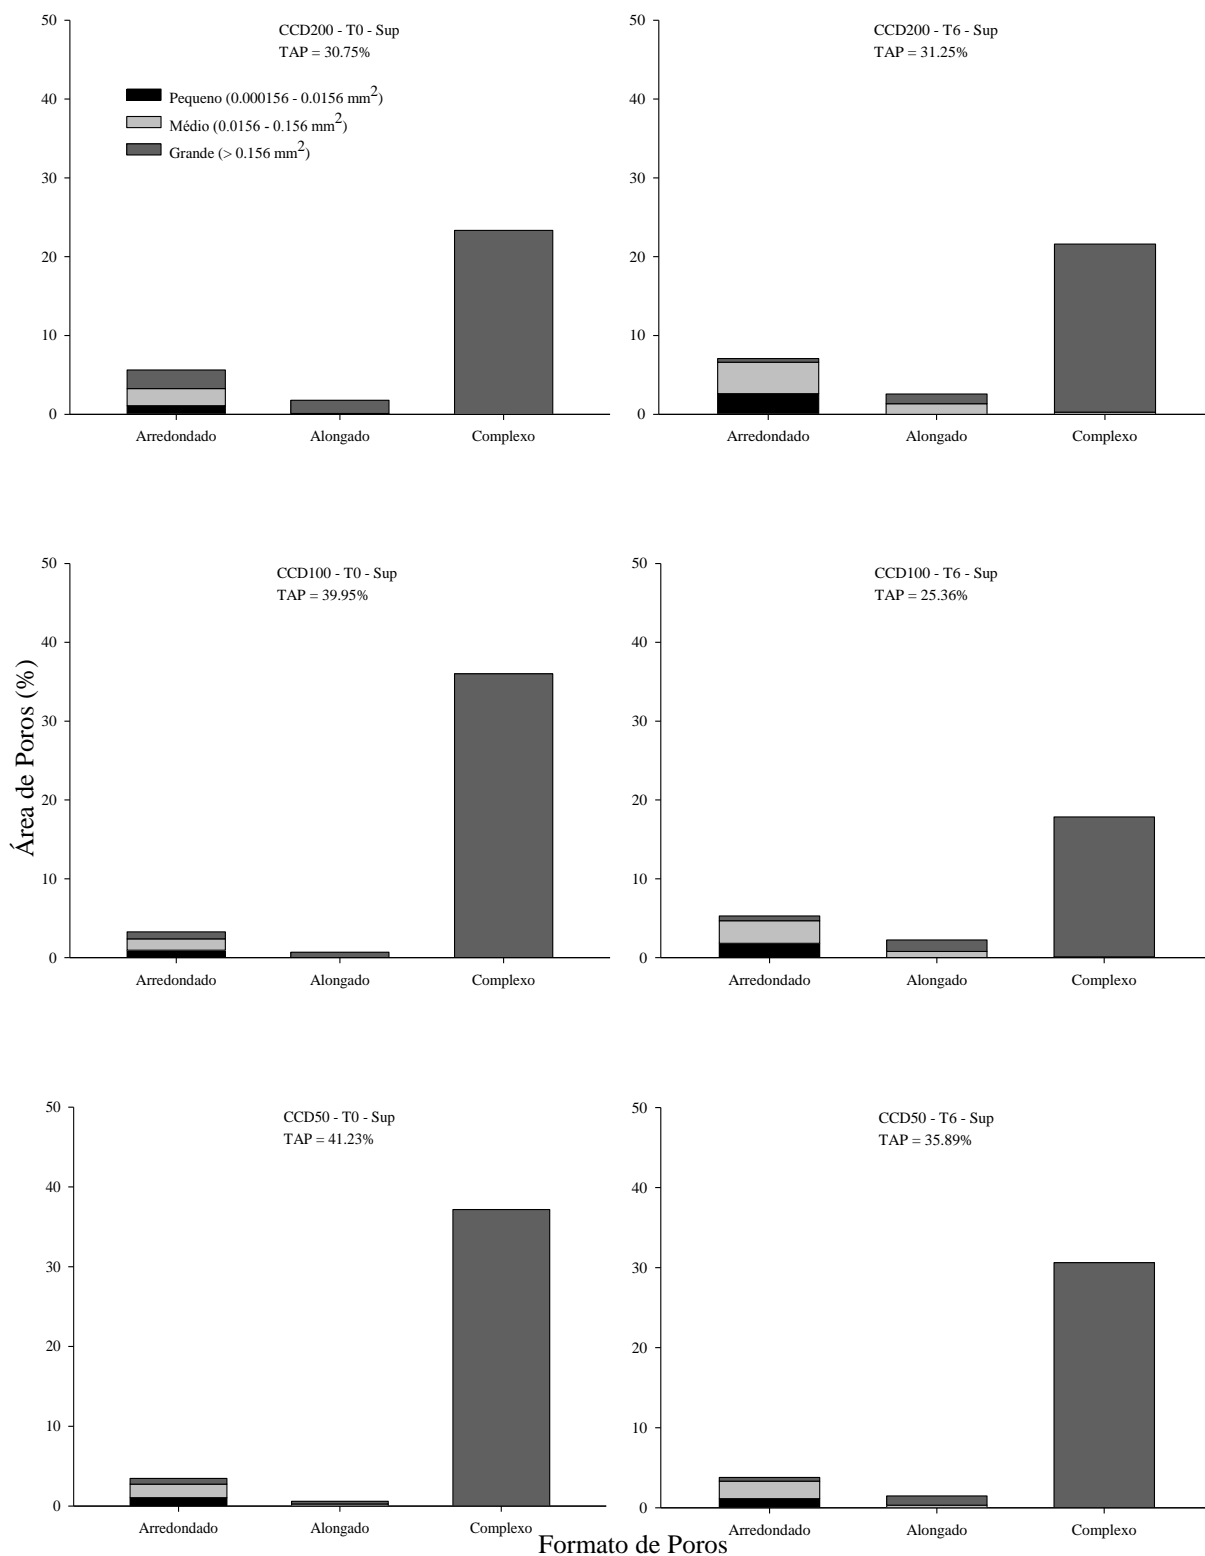 CCD200 - T0 - Sup
TAP = 30.75%
Pequeno (0.000156 - 0.0156 mm²)
Médio (0.0156 - 0.156 mm²)
Grande (> 0.156 mm²)
50
40
30
20
10
0
Arredondado Alongado Complexo
CCD200 - T6 - Sup
TAP = 31.25%
50
40
30
20
10
0
Arredondado Alongado Complexo
Área de Poros (%)
CCD100 - T0 - Sup
TAP = 39.95%
50
40
30
20
10
0
Arredondado Alongado Complexo
CCD100 - T6 - Sup
TAP = 25.36%
50
40
30
20
10
0
Arredondado Alongado Complexo
CCD50 - T0 - Sup
TAP = 41.23%
50
40
30
20
10
0
Arredondado Alongado Complexo
CCD50 - T6 - Sup
TAP = 35.89%
50
40
30
20
10
0
Arredondado Alongado Complexo
Formato de Poros